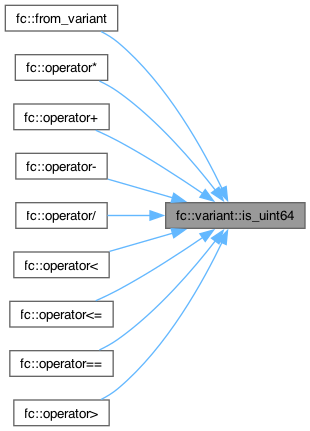 fc::from_variant
fc::operator*
fc::operator+
fc::operator-
fc::operator/
fc::variant::is_uint64
fc::operator<
fc::operator<=
fc::operator==
fc::operator>